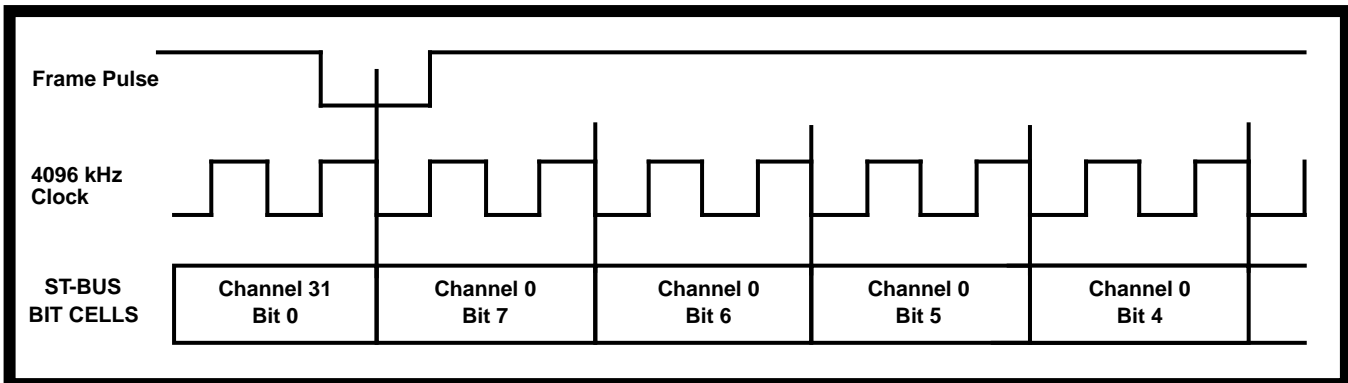 Frame Pulse
4096 kHz
Clock
ST-BUS
BIT CELLS
Channel 31
Bit 0
Channel 0
Bit 7
Channel 0
Bit 6
Channel 0
Bit 5
Channel 0
Bit 4